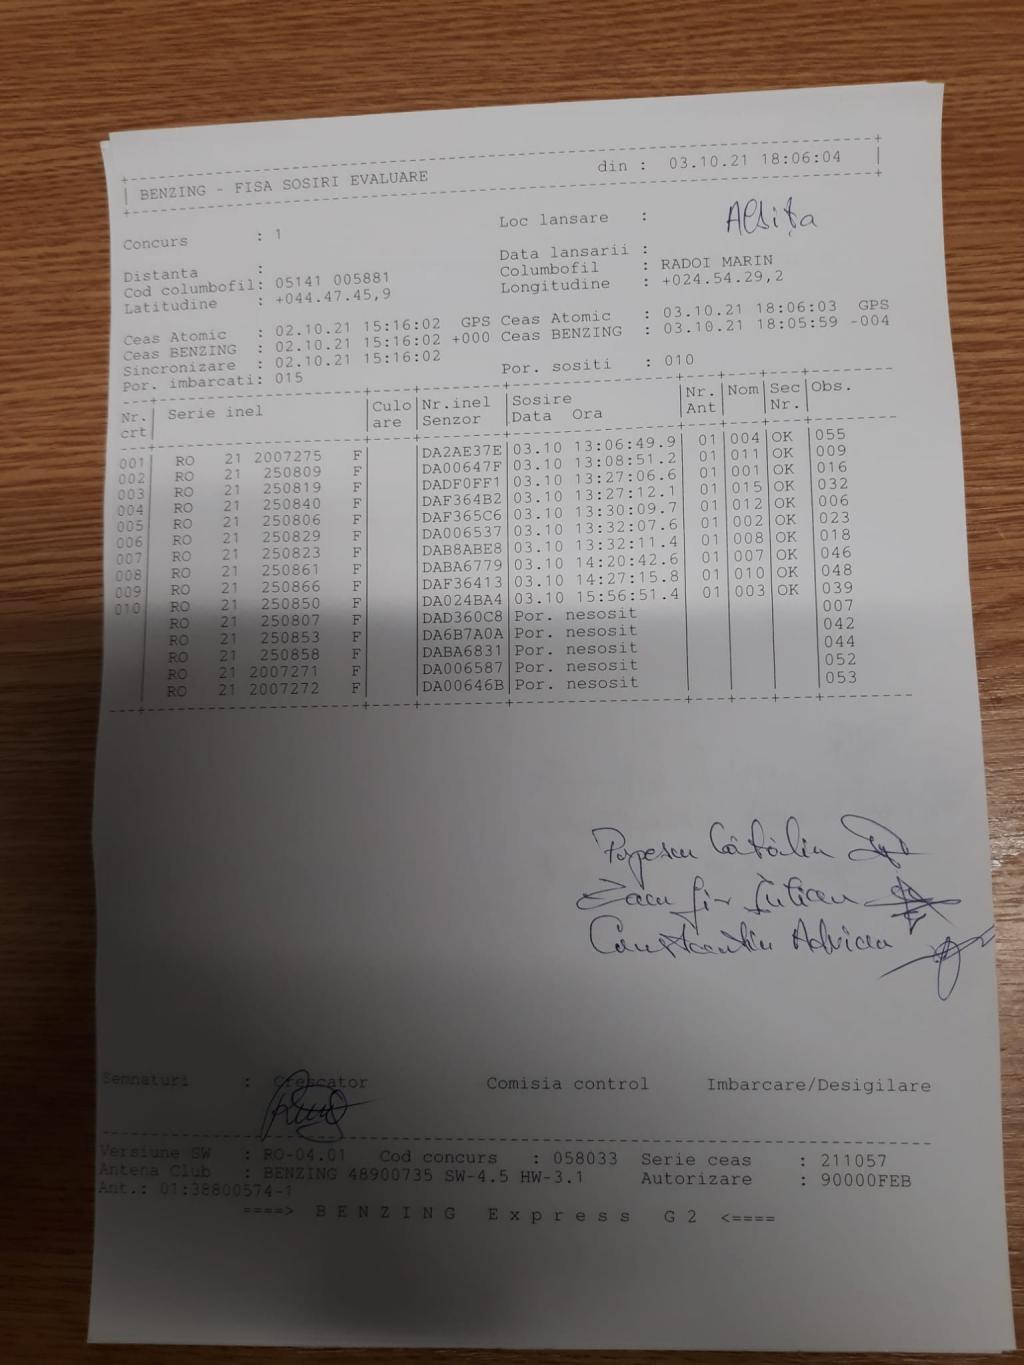 BENZING - FISA SOSIRI EVALUARE din : 03.10.21 18:06:04
Concurs : 1 Loc lansare : Albița
Distanta : Data lansarii :
Cod columbofil: 05141 005881 Columbofil : RADOI MARIN
Latitudine : +044.47.45,9 Longitudine : +024.54.29,2
Ceas Atomic : 02.10.21 15:16:02 GPS Ceas Atomic : 03.10.21 18:06:03 GPS
Ceas BENZING : 02.10.21 15:16:02 +000 Ceas BENZING : 03.10.21 18:05:59 -004
Sincronizare : 02.10.21 15:16:02
Por. imbarcati: 015 Por. sositi : 010
Nr. Serie inel Culo Nr.inel Sosire Nr. Nom Sec Obs.
crt are Senzor Data Ora Ant Nr.
001 RO 21 2007275 F DA2AE37E 03.10 13:06:49.9 01 004 OK 055
002 RO 21 250809 F DA00647F 03.10 13:08:51.2 01 011 OK 009
003 RO 21 250819 F DADF0FF1 03.10 13:27:06.6 01 001 OK 016
004 RO 21 250840 F DAF364B2 03.10 13:27:12.1 01 015 OK 032
005 RO 21 250806 F DAF365C6 03.10 13:30:09.7 01 012 OK 006
006 RO 21 250829 F DA006537 03.10 13:32:07.6 01 002 OK 023
007 RO 21 250823 F DAB8ABE8 03.10 13:32:11.4 01 008 OK 018
008 RO 21 250861 F DABA6779 03.10 14:20:42.6 01 007 OK 046
009 RO 21 250866 F DAF36413 03.10 14:27:15.8 01 010 OK 048
010 RO 21 250850 F DA024BA4 03.10 15:56:51.4 01 003 OK 039
RO 21 250807 F DAD360C8 Por. nesosit 007
RO 21 250853 F DA6B7A0A Por. nesosit 042
RO 21 250858 F DABA6831 Por. nesosit 044
RO 21 2007271 F DA006587 Por. nesosit 052
RO 21 2007272 F DA00646B Por. nesosit 053
Popescu Cătălin
Iulian
Constantin Adrian
Semnaturi : Crescator Comisia control Imbarcare/Desigilare
Versiune SW : RO-04.01 Cod concurs : 058033 Serie ceas : 211057
Antena Club : BENZING 48900735 SW-4.5 HW-3.1 Autorizare : 90000FEB
Ant.: 01:38800574-1
====> BENZING Express G2 <====